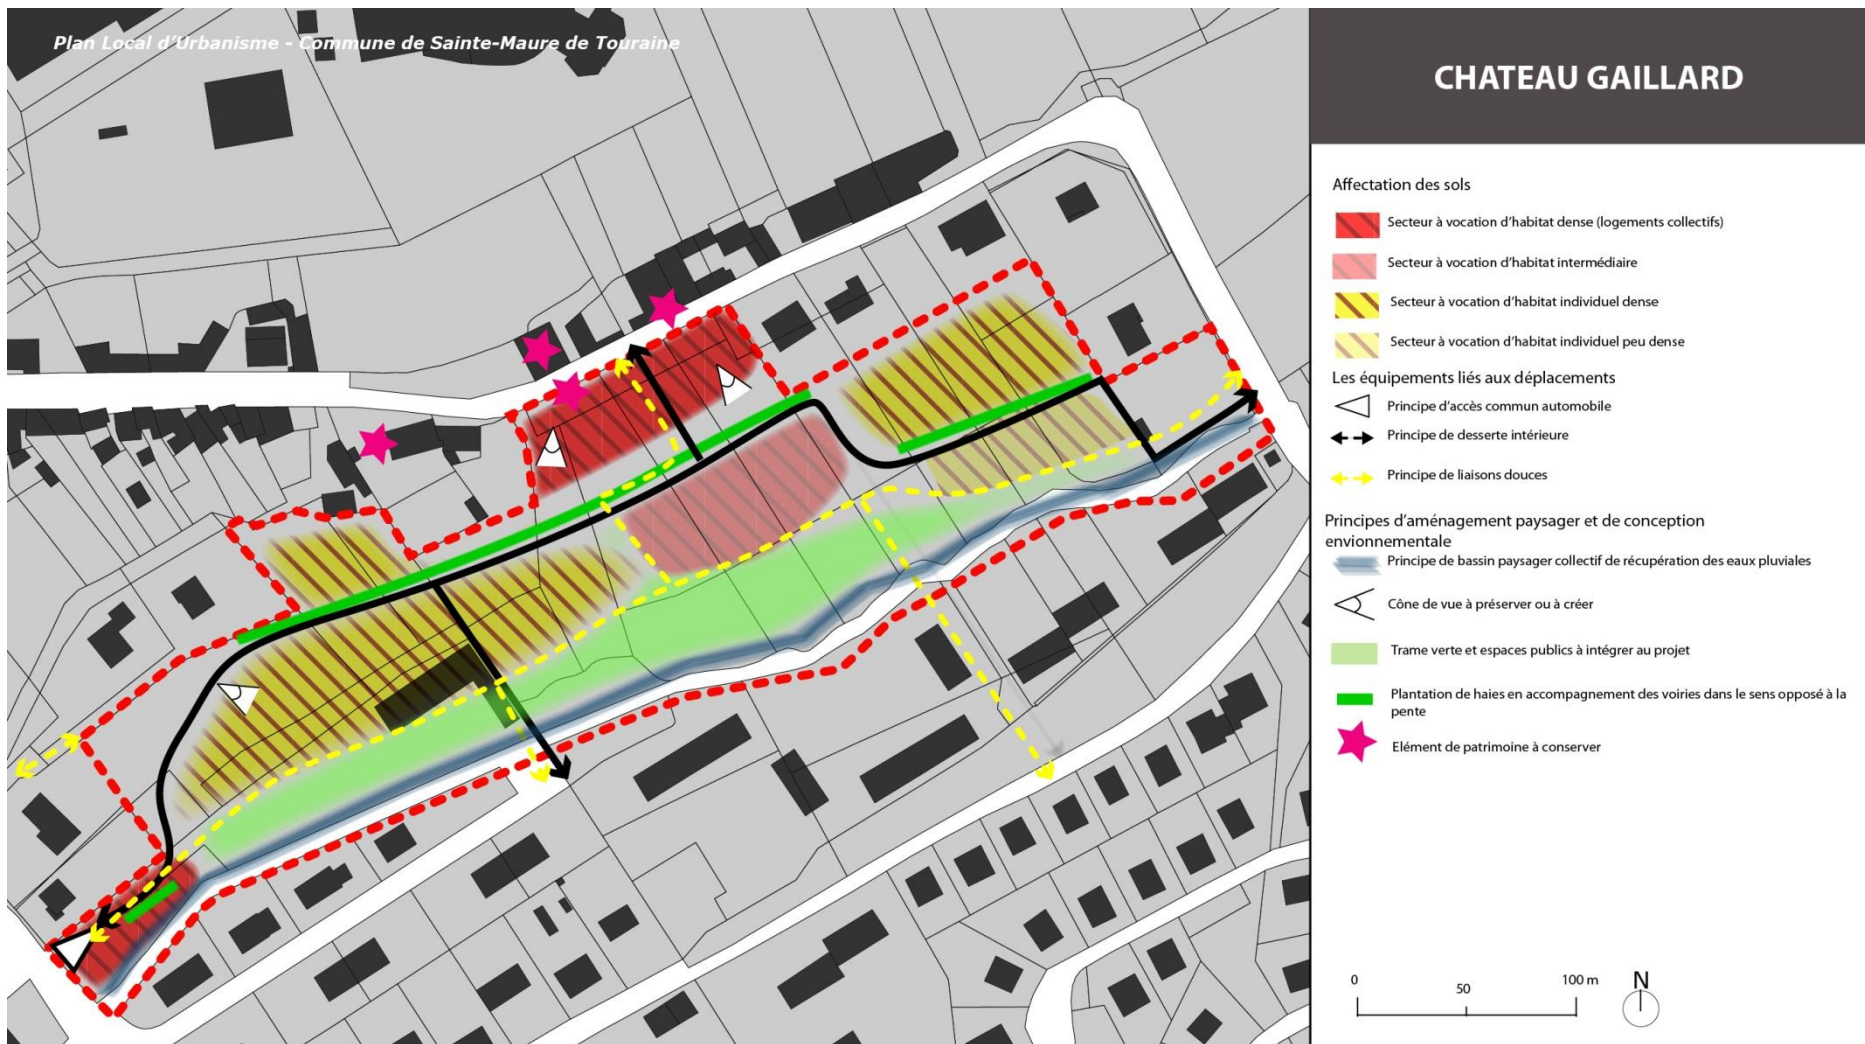 Plan Local d'Urbanisme - Commune de Sainte-Maure de Touraine
CHATEAU GAILLARD
Affectation des sols
Secteur à vocation d'habitat dense (logements collectifs)
Secteur à vocation d'habitat intermédiaire
Secteur à vocation d'habitat individuel dense
Secteur à vocation d'habitat individuel peu dense
Les équipements liés aux déplacements
Principe d'accès commun automobile
Principe de desserte intérieure
Principe de liaisons douces
Principes d'aménagement paysager et de conception
envionnementale
Principe de bassin paysager collectif de récupération des eaux pluviales
Cône de vue à préserver ou à créer
Trame verte et espaces publics à intégrer au projet
Plantation de haies en accompagnement des voiries dans le sens opposé à la
pente
Elément de patrimoine à conserver
0 50 100 m
N